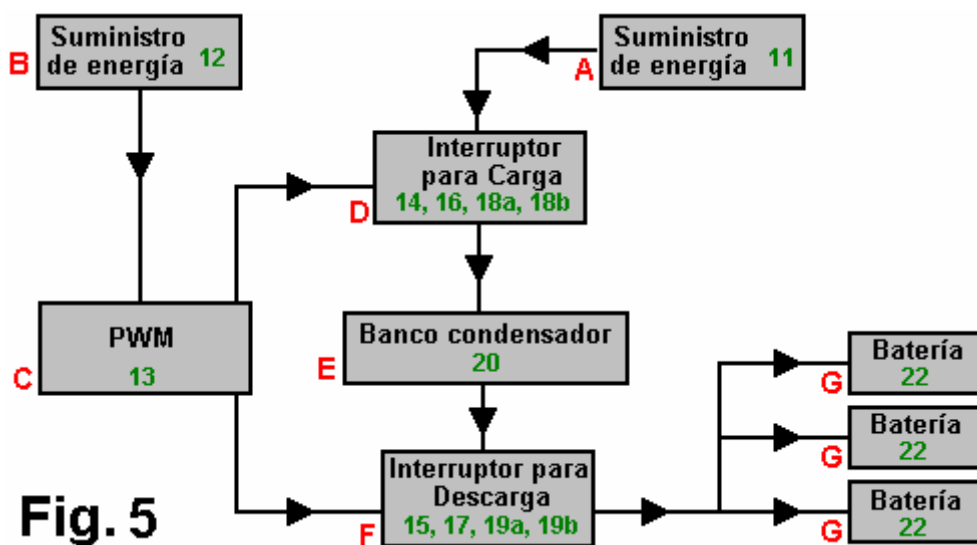 Suministro
de energía 12
B
Suministro
de energía 11
A
Interruptor
para Carga
14, 16, 18a, 18b
D
PWM
13
C
Banco condensador
20
E
Batería
22
G
Batería
22
G
Interruptor para
Descarga
15, 17, 19a, 19b
F
Batería
22
G
Fig. 5